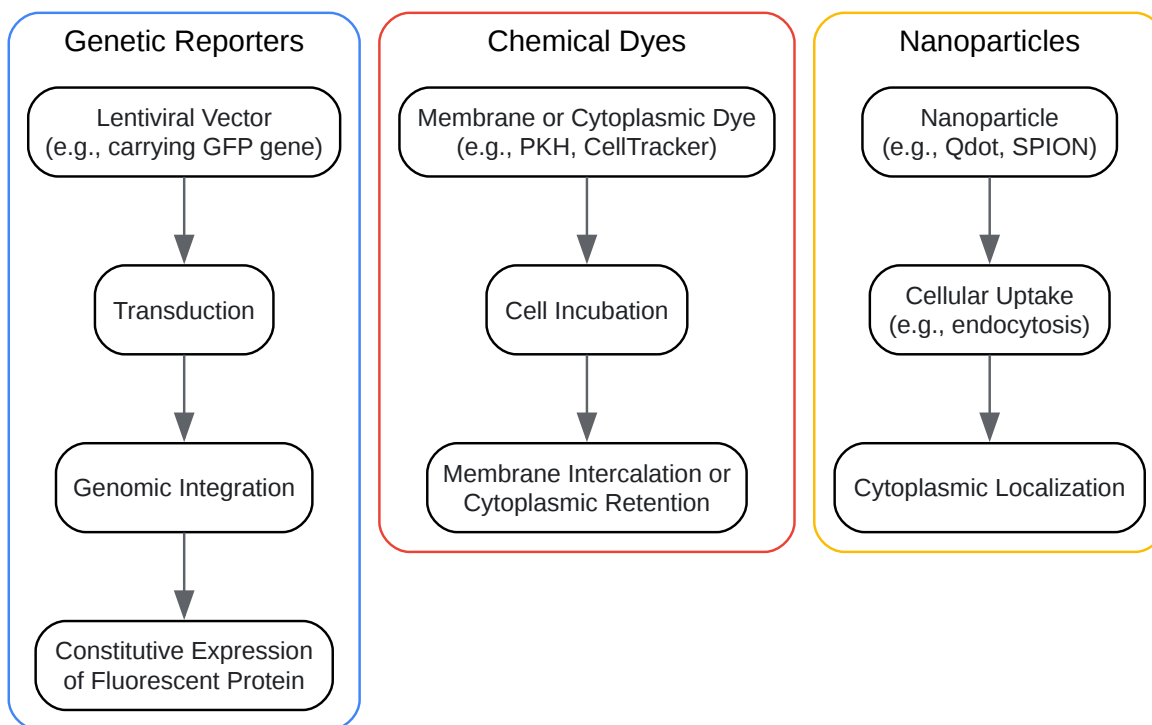 Genetic Reporters
Lentiviral Vector
(e.g., carrying GFP gene)
Transduction
Genomic Integration
Constitutive Expression
of Fluorescent Protein
Chemical Dyes
Membrane or Cytoplasmic Dye
(e.g., PKH, CellTracker)
Cell Incubation
Membrane Intercalation or
Cytoplasmic Retention
Nanoparticles
Nanoparticle
(e.g., Qdot, SPION)
Cellular Uptake
(e.g., endocytosis)
Cytoplasmic Localization